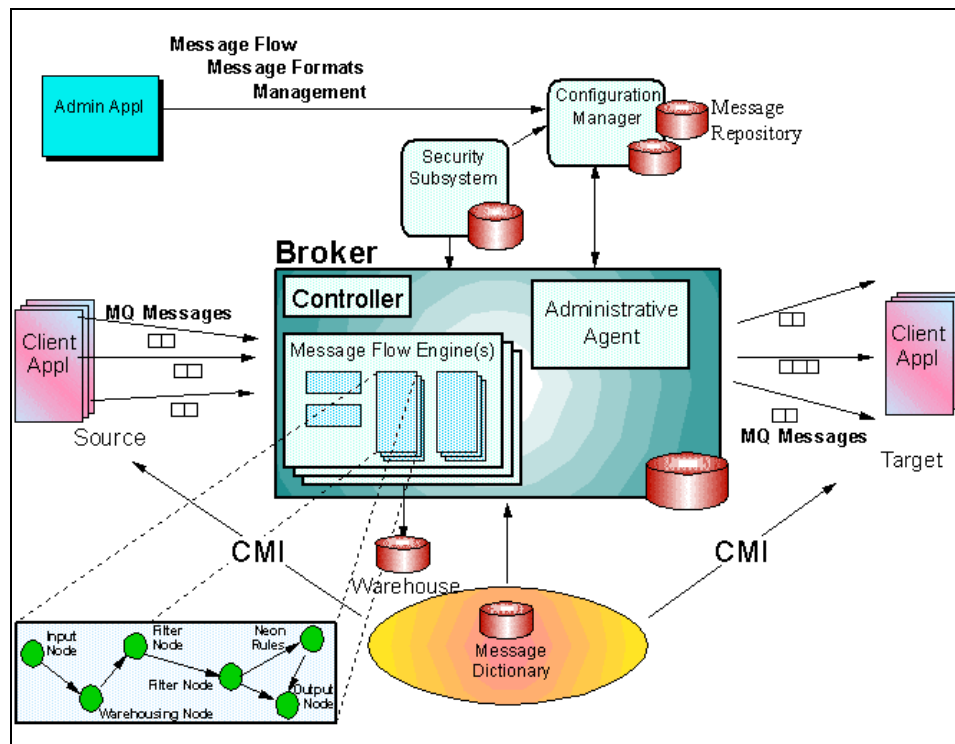 Message Flow
Message Formats
Management
Admin Appl
Configuration
Manager
Message
Repository
Security
Subsystem
Broker
Controller
Administrative
Agent
MQ Messages
Client
Appl
Source
Message Flow Engine(s)
Client
Appl
MQ Messages
Target
CMI
CMI
Warehouse
Message
Dictionary
Input
Node
Filter
Node
Neon
Rules
Filter Node
Output
Node
Warehousing Node